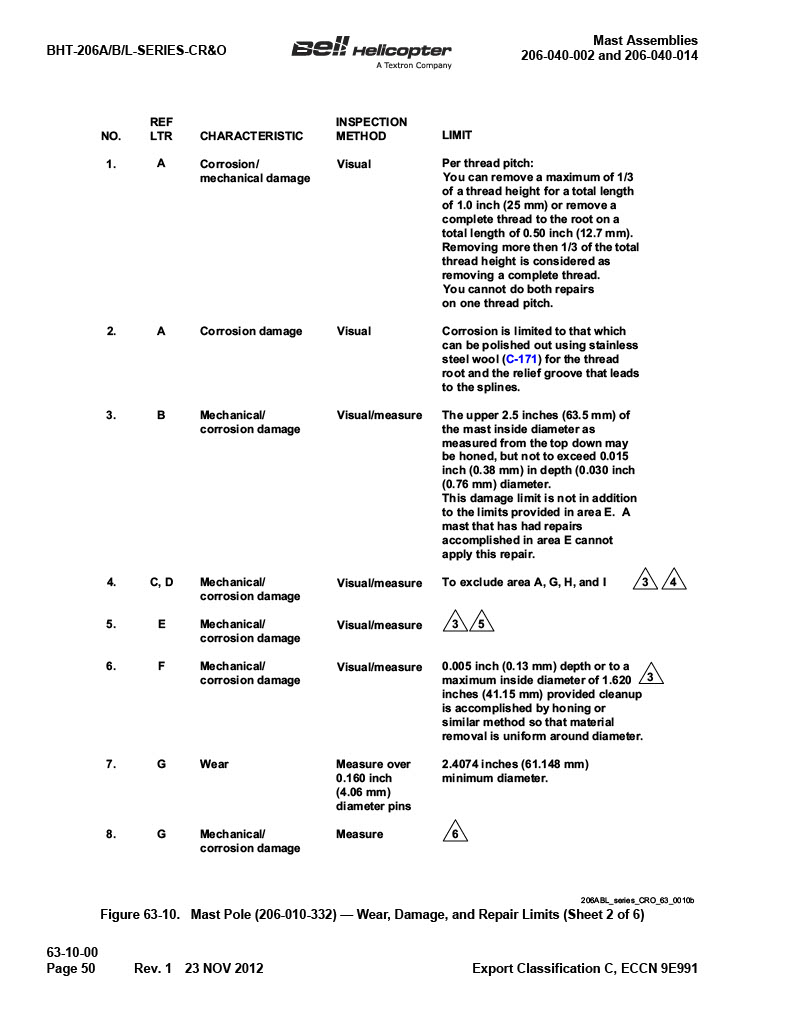 BHT-206A/B/L-SERIES-CR&O
Bell Helicopter
A Textron Company
Mast Assemblies
206-040-002 and 206-040-014
NO. REF LTR CHARACTERISTIC INSPECTION METHOD LIMIT
1. A Corrosion/ Visual Per thread pitch:
mechanical damage You can remove a maximum of 1/3
of a thread height for a total length
of 1.0 inch (25 mm) or remove a
complete thread to the root on a
total length of 0.50 inch (12.7 mm).
Removing more then 1/3 of the total
thread height is considered as
removing a complete thread.
You cannot do both repairs
on one thread pitch.
2. A Corrosion damage Visual Corrosion is limited to that which
can be polished out using stainless
steel wool (C-171) for the thread
root and the relief groove that leads
to the splines.
3. B Mechanical/ Visual/measure The upper 2.5 inches (63.5 mm) of
corrosion damage the mast inside diameter as
measured from the top down may
be honed, but not to exceed 0.015
inch (0.38 mm) in depth (0.030 inch
(0.76 mm) diameter.
This damage limit is not in addition
to the limits provided in area E. A
mast that has had repairs
accomplished in area E cannot
apply this repair.
4. C, D Mechanical/ Visual/measure To exclude area A, G, H, and I 3 4
corrosion damage
5. E Mechanical/ Visual/measure 3 5
corrosion damage
6. F Mechanical/ Visual/measure 0.005 inch (0.13 mm) depth or to a
corrosion damage maximum inside diameter of 1.620 3
inches (41.15 mm) provided cleanup
is accomplished by honing or
similar method so that material
removal is uniform around diameter.
7. G Wear Measure over 2.4074 inches (61.148 mm)
0.160 inch minimum diameter.
(4.06 mm)
diameter pins
8. G Mechanical/ Measure 6
corrosion damage
206ABL_series_CRO_63_0010b
Figure 63-10. Mast Pole (206-010-332) — Wear, Damage, and Repair Limits (Sheet 2 of 6)
63-10-00
Page 50 Rev. 1 23 NOV 2012 Export Classification C, ECCN 9E991